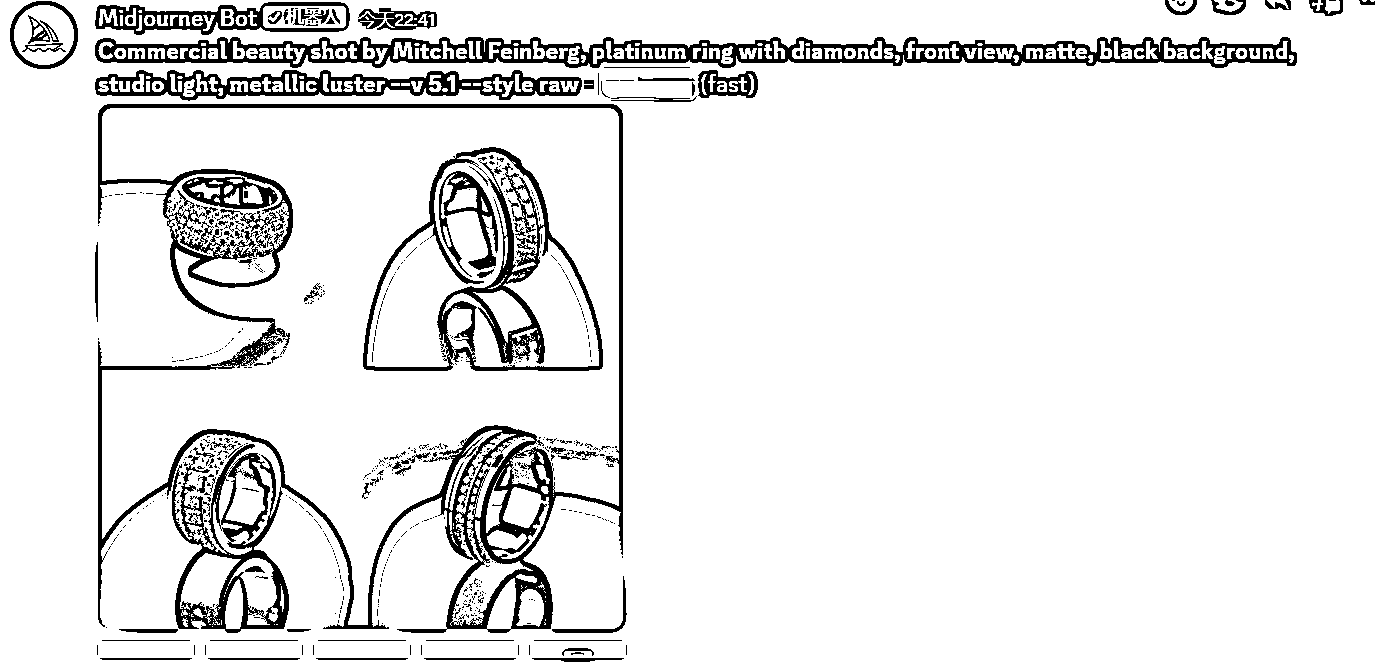 Midjourney Bot 机器人 今天22:41
Commercial beauty shot by Mitchell Feinberg, platinum ring with diamonds, front view, matte, black background,
studio light, metallic luster --v 5.1 --style raw - (fast)